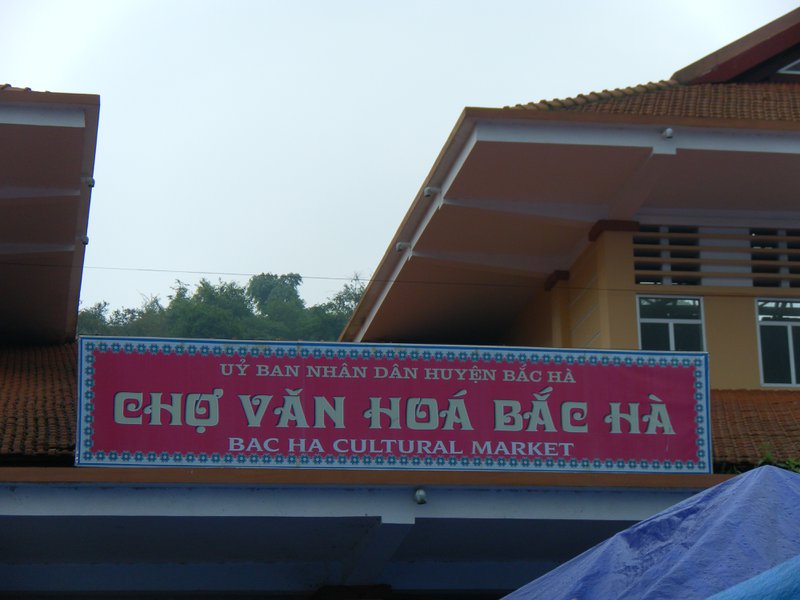 UỶ BAN NHÂN DÂN HUYỆN BẮC HÀ
CHỢ VĂN HOÁ BẮC HÀ
BAC HA CULTURAL MARKET